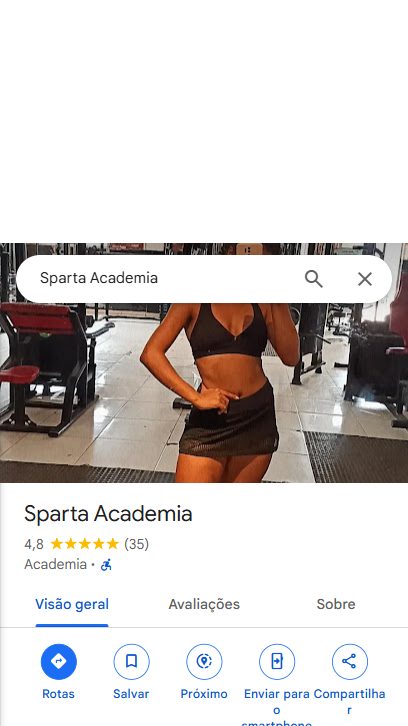 Sparta Academia
Sparta Academia
4,8 (35)
Academia ·
Visão geral Avaliações Sobre
Rotas Salvar Próximo Enviar para o smartphone Compartilhar